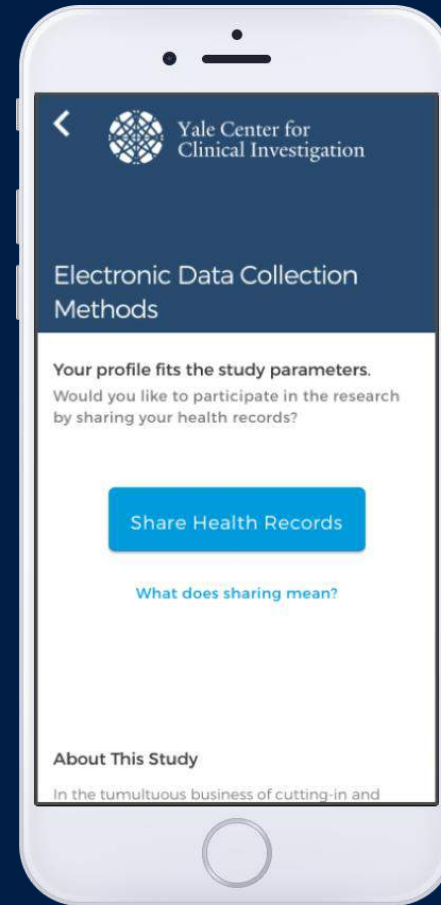 Yale Center for
Clinical Investigation
Electronic Data Collection
Methods
Your profile fits the study parameters.
Would you like to participate in the research
by sharing your health records?
Share Health Records
What does sharing mean?
About This Study
In the tumultuous business of cutting-in and